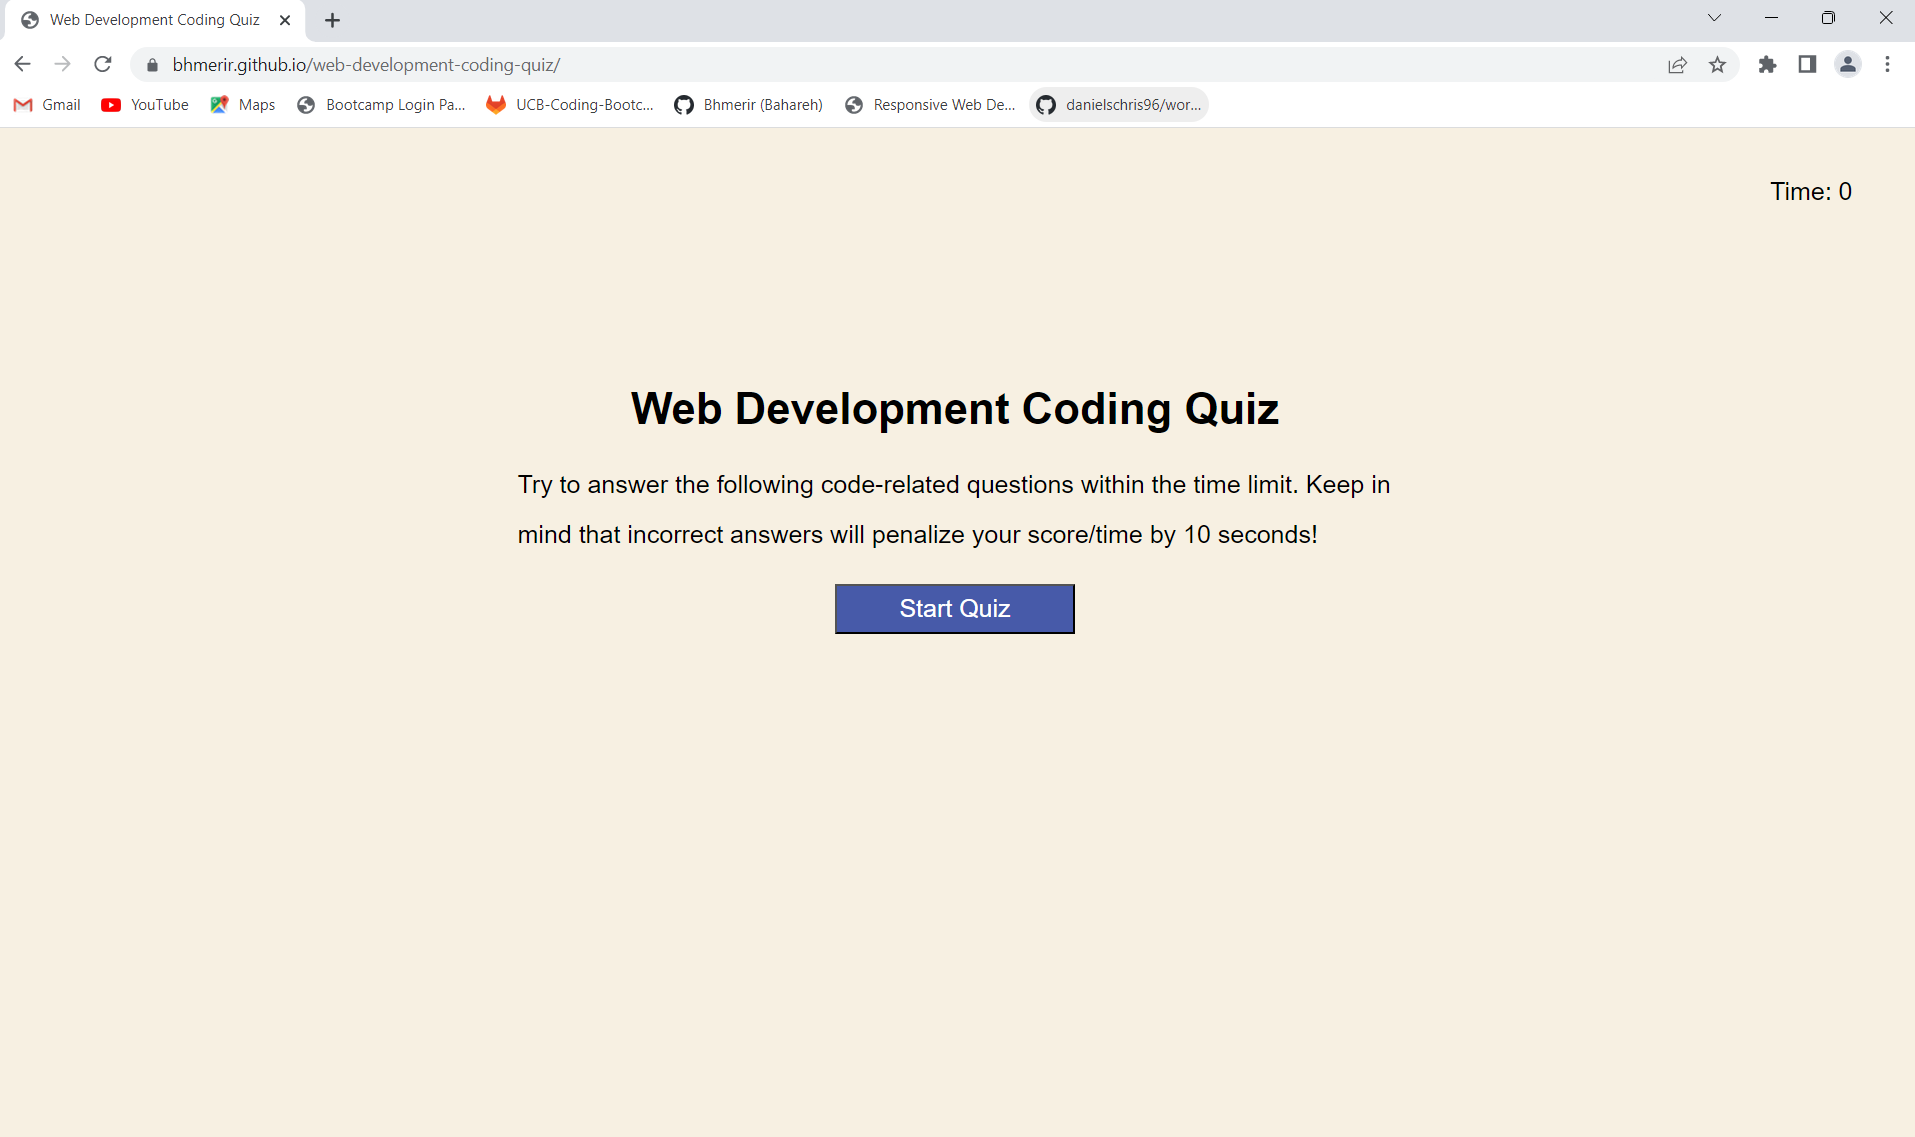 Web Development Coding Quiz
bhmerir.github.io/web-development-coding-quiz/
Gmail YouTube Maps Bootcamp Login Pa... UCB-Coding-Bootc... Bhmerir (Bahareh) Responsive Web De... danielschris96/wor...
Time: 0
Web Development Coding Quiz
Try to answer the following code-related questions within the time limit. Keep in
mind that incorrect answers will penalize your score/time by 10 seconds!
Start Quiz